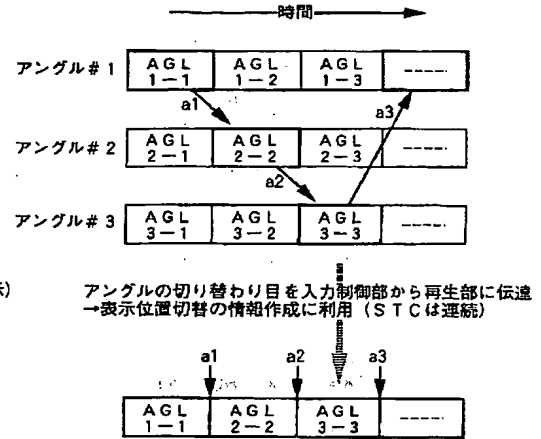 時間
アングル#1
AGL 1-1
AGL 1-2
AGL 1-3
-----
a1
a3
アングル#2
AGL 2-1
AGL 2-2
AGL 2-3
-----
a2
アングル#3
AGL 3-1
AGL 3-2
AGL 3-3
-----
アングルの切り替わり目を入力制御部から再生部に伝達
→表示位置切替の情報作成に利用(STCは連続)
a1
a2
a3
AGL 1-1
AGL 2-2
AGL 3-3
-----